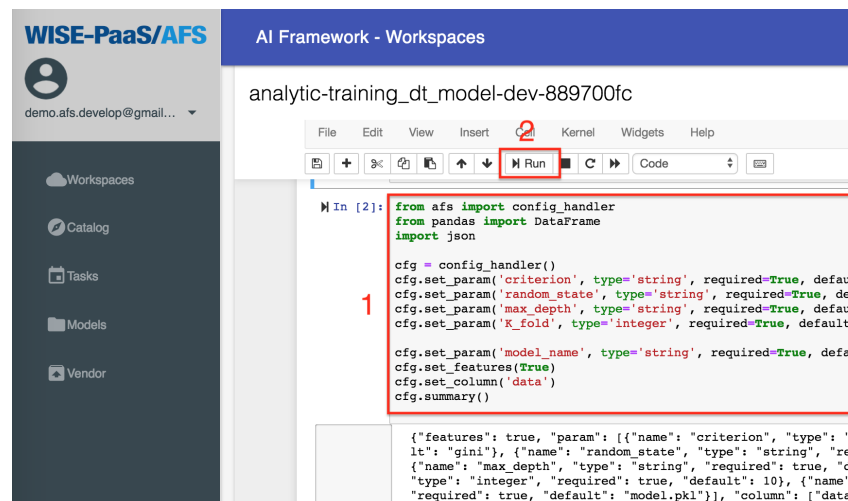 WISE-PaaS/AFS
AI Framework - Workspaces
demo.afs.develop@gmail...
analytic-training_dt_model-dev-889700fc
File Edit View Insert Cell Kernel Widgets Help
2
Run Code
Workspaces
Catalog
Tasks
Models
Vendor
1
In [2]: from afs import config_handler
from pandas import DataFrame
import json
cfg = config_handler()
cfg.set_param('criterion', type='string', required=True, defau
cfg.set_param('random_state', type='string', required=True, de
cfg.set_param('max_depth', type='string', required=True, defau
cfg.set_param('K_fold', type='integer', required=True, default
cfg.set_param('model_name', type='string', required=True, defa
cfg.set_features(True)
cfg.set_column('data')
cfg.summary()
{"features": true, "param": [{"name": "criterion", "type": "
lt": "gini"}, {"name": "random_state", "type": "string", "re
{"name": "max_depth", "type": "string", "required": true, "d
"type": "integer", "required": true, "default": 10}, {"name"
"required": true, "default": "model.pkl"}], "column": ["data